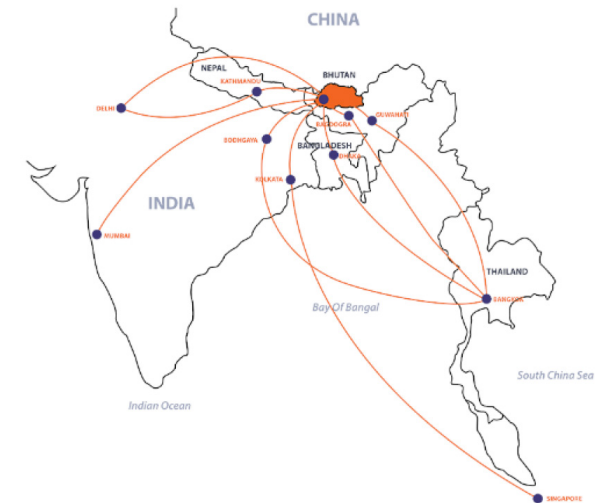 CHINA
NEPAL
BHUTAN
KATHMANDU
DELHI
BAGDOGRA
GUWAHATI
BODHGAYA
BANGLADESH
DHAKA
KOLKATA
INDIA
MUMBAI
THAILAND
BANGKOK
Bay Of Bangal
South China Sea
Indian Ocean
SINGAPORE